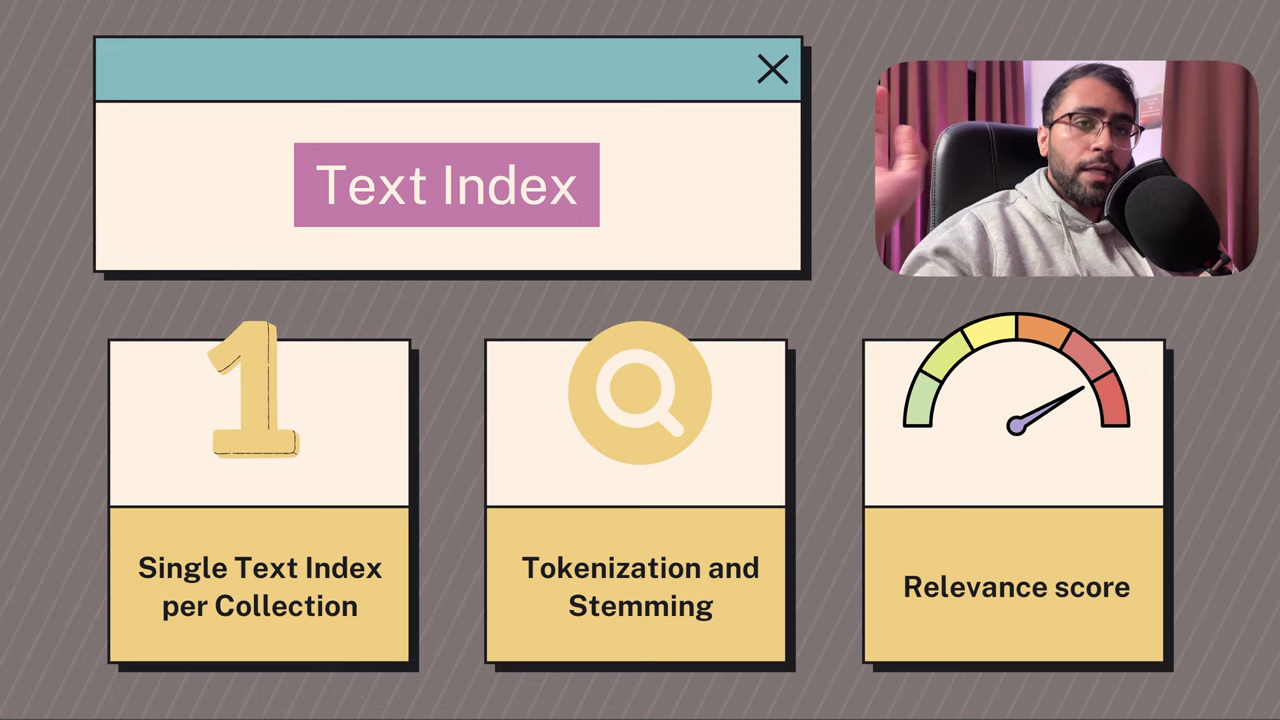 Text Index
1
Single Text Index
per Collection
Tokenization and
Stemming
Relevance score